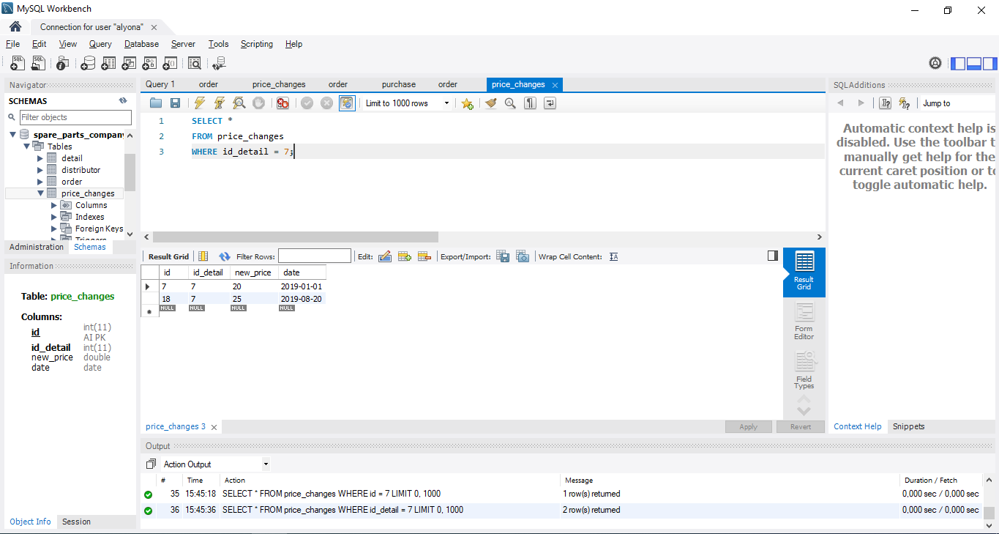 MySQL Workbench
Connection for user "alyona"
File Edit View Query Database Server Tools Scripting Help
Navigator
SCHEMAS
Filter objects
spare_parts_company
Tables
detail
distributor
order
price_changes
Columns
Indexes
Foreign Keys
Triggers
Administration Schemas
Information
Table: price_changes
Columns:
id int(11)
AI PK
id_detail int(11)
new_price double
date date
Object Info Session
Query 1 order price_changes order purchase order price_changes
Limit to 1000 rows
1 SELECT *
2 FROM price_changes
3 WHERE id_detail = 7;
Result Grid Filter Rows: Edit: Export/Import: Wrap Cell Content:
id id_detail new_price date
7 7 20 2019-01-01
18 7 25 2019-08-20
NULL NULL NULL NULL
Result
Grid
Form
Editor
Field
Types
price_changes 3 Apply Revert
SQLAdditions
Jump to
Automatic context help is
disabled. Use the toolbar t
manually get help for the
current caret position or to
toggle automatic help.
Context Help Snippets
Output
Action Output
# Time Action Message Duration / Fetch
35 15:45:18 SELECT * FROM price_changes WHERE id = 7 LIMIT 0, 1000 1 row(s) returned 0,000 sec / 0,000 sec
36 15:45:36 SELECT * FROM price_changes WHERE id_detail = 7 LIMIT 0, 1000 2 row(s) returned 0,000 sec / 0,000 sec